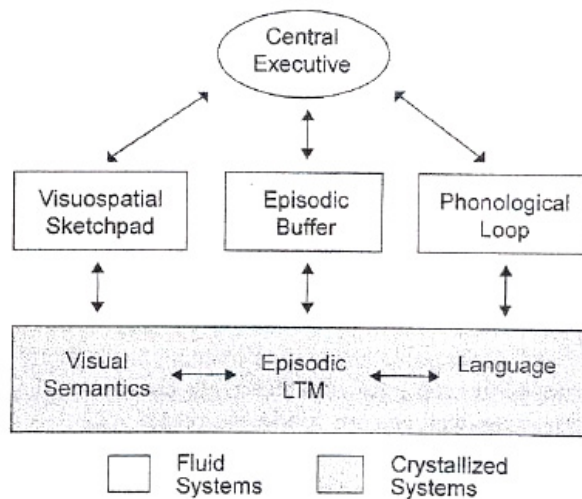 Central
Executive
Visuospatial
Sketchpad
Episodic
Buffer
Phonological
Loop
Visual
Semantics
Episodic
LTM
Language
Fluid
Systems
Crystallized
Systems